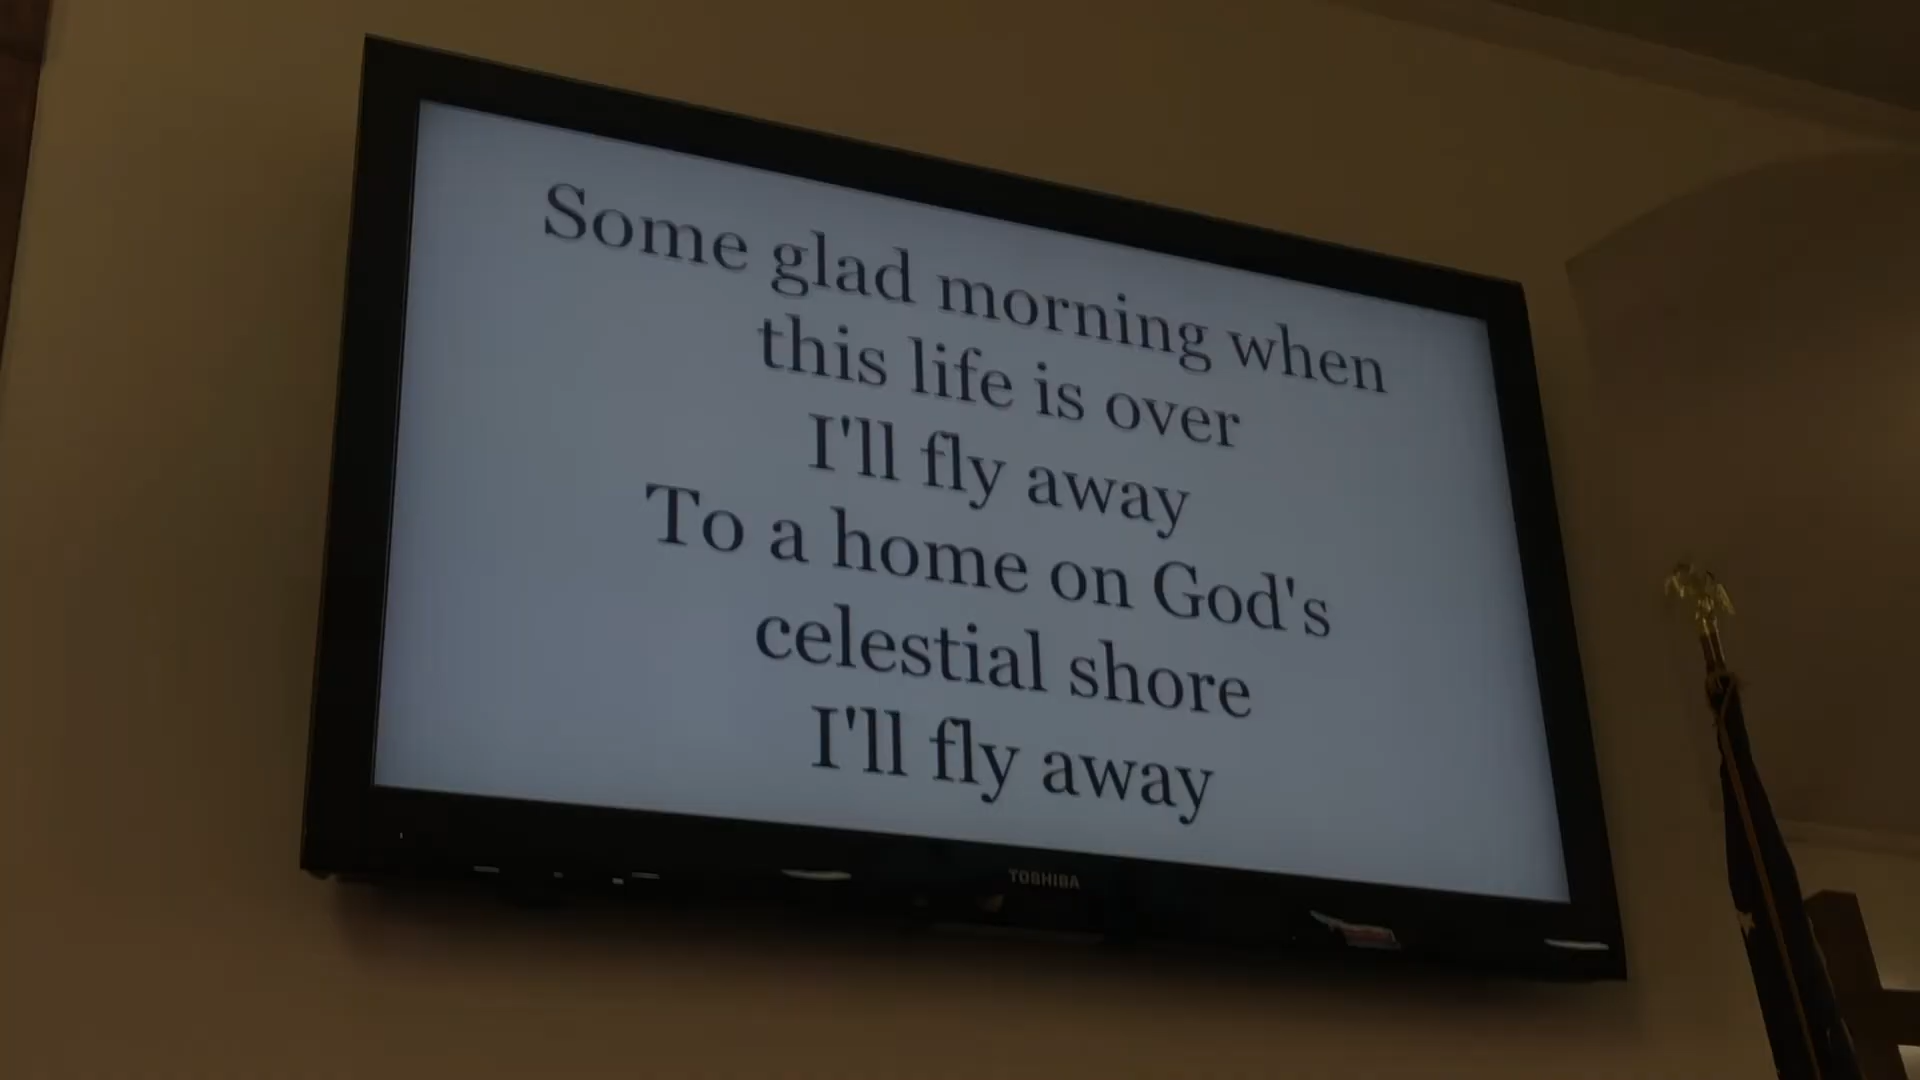 Some glad morning when
this life is over
I'll fly away
To a home on God's
celestial shore
I'll fly away
TOSHIBA